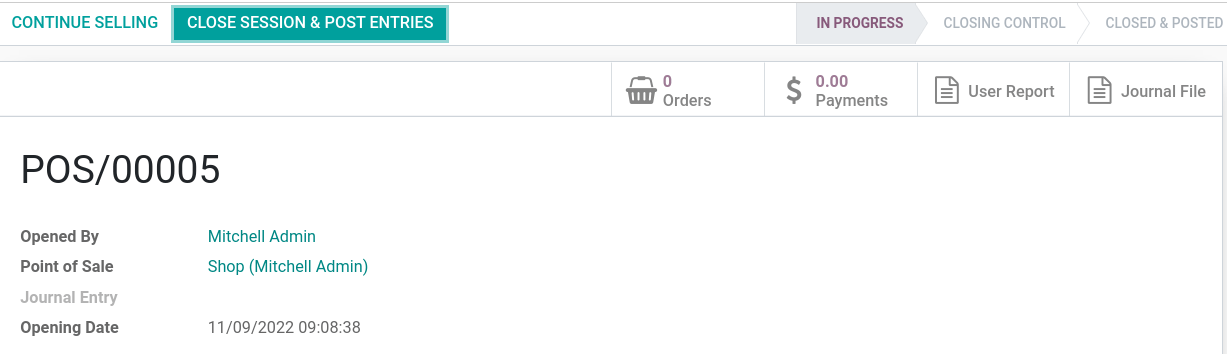 CONTINUE SELLING CLOSE SESSION & POST ENTRIES IN PROGRESS CLOSING CONTROL CLOSED & POSTED
0 Orders 0.00 Payments User Report Journal File
POS/00005
Opened By Mitchell Admin
Point of Sale Shop (Mitchell Admin)
Journal Entry
Opening Date 11/09/2022 09:08:38